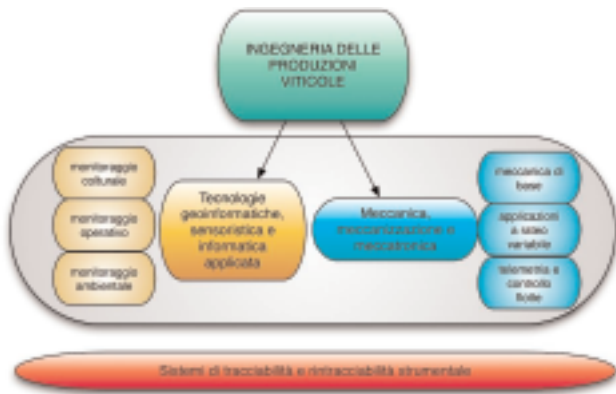 INGEGNERIA DELLE
PRODUZIONI
VITICOLE
monitoraggio
colturale
monitoraggio
operativo
monitoraggio
ambientale
Tecnologie
geoinformatiche,
sensoristica e
informatica
applicata
Meccanica,
meccanizzazione e
meccatronica
meccanica di
base
applicazioni
a rateo
variabile
telemetria e
controllo
flotte
Sistemi di tracciabilità e rintracciabilità strumentale